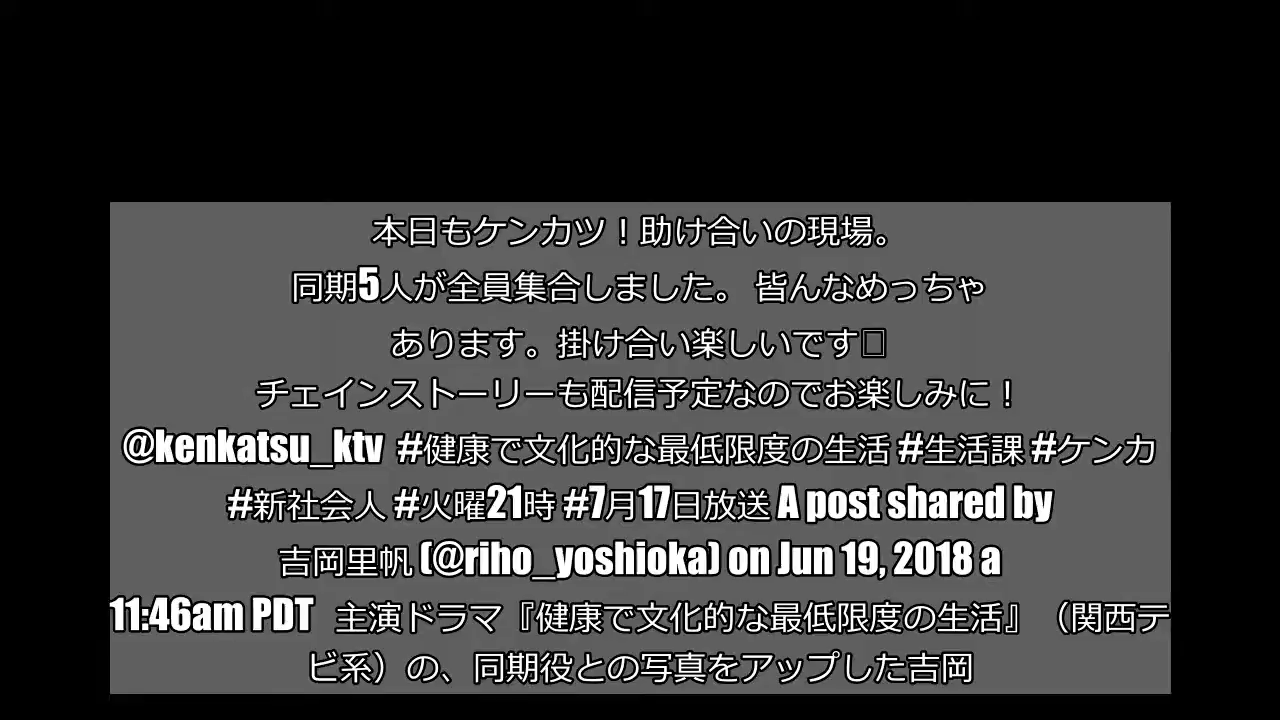 本日もケンカツ！助け合いの現場。
同期5人が全員集合しました。 皆んなめっちゃ
あります。掛け合い楽しいです□
チェインストーリーも配信予定なのでお楽しみに！
@kenkatsu_ktv #健康で文化的な最低限度の生活 #生活課 #ケンカ
#新社会人 #火曜21時 #7月17日放送 A post shared by
吉岡里帆 (@riho_yoshioka) on Jun 19, 2018 a
11:46am PDT 主演ドラマ『健康で文化的な最低限度の生活』（関西テ
ビ系）の、同期役との写真をアップした吉岡